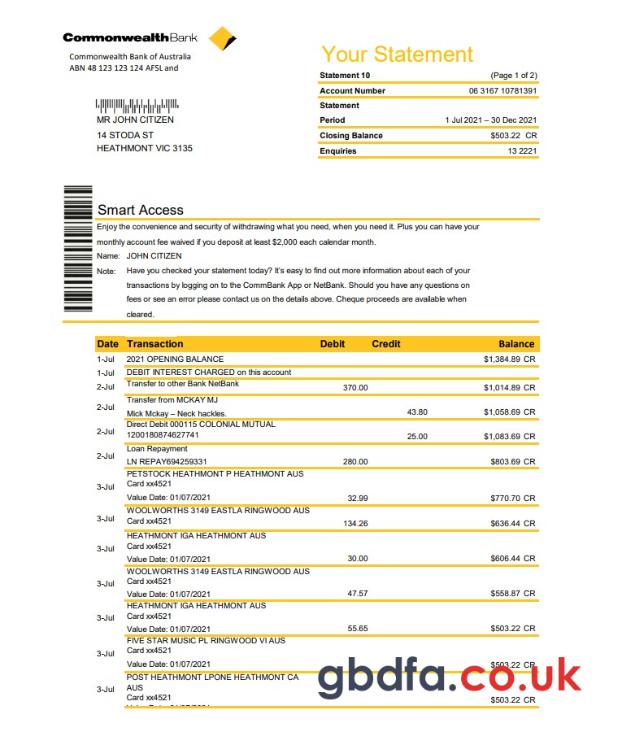 CommonwealthBank
Commonwealth Bank of Australia
ABN 48 123 123 124 AFSL and
Your Statement
Statement 10 (Page 1 of 2)
Account Number 06 3167 10781391
Statement
Period 1 Jul 2021 – 30 Dec 2021
Closing Balance $503.22 CR
Enquiries 13 2221
MR JOHN CITIZEN
14 STODA ST
HEATHMONT VIC 3135
Smart Access
Enjoy the convenience and security of withdrawing what you need, when you need it. Plus you can have your
monthly account fee waived if you deposit at least $2,000 each calendar month.
Name: JOHN CITIZEN
Note: Have you checked your statement today? It's easy to find out more information about each of your
transactions by logging on to the CommBank App or NetBank. Should you have any questions on
fees or see an error please contact us on the details above. Cheque proceeds are available when
cleared.
Date Transaction Debit Credit Balance
1-Jul 2021 OPENING BALANCE $1,384.89 CR
1-Jul DEBIT INTEREST CHARGED on this account
2-Jul Transfer to other Bank NetBank 370.00 $1,014.89 CR
2-Jul Transfer from MCKAY MJ
Mick Mckay – Neck hackles. 43.80 $1,058.69 CR
2-Jul Direct Debit 000115 COLONIAL MUTUAL
1200180874627741 25.00 $1,083.69 CR
2-Jul Loan Repayment
LN REPAY694259331 280.00 $803.69 CR
3-Jul PETSTOCK HEATHMONT P HEATHMONT AUS
Card xx4521
Value Date: 01/07/2021 32.99 $770.70 CR
3-Jul WOOLWORTHS 3149 EASTLA RINGWOOD AUS
Card xx4521 134.26 $636.44 CR
3-Jul HEATHMONT IGA HEATHMONT AUS
Card xx4521
Value Date: 01/07/2021 30.00 $606.44 CR
3-Jul WOOLWORTHS 3149 EASTLA RINGWOOD AUS
Card xx4521
Value Date: 01/07/2021 47.57 $558.87 CR
3-Jul HEATHMONT IGA HEATHMONT AUS
Card xx4521
Value Date: 01/07/2021 55.65 $503.22 CR
3-Jul FIVE STAR MUSIC PL RINGWOOD VI AUS
Card xx4521
Value Date: 01/07/2021 $503.22 CR
3-Jul POST HEATHMONT LPONE HEATHMONT CA
AUS
Card xx4521 $503.22 CR
gbdfa.co.uk